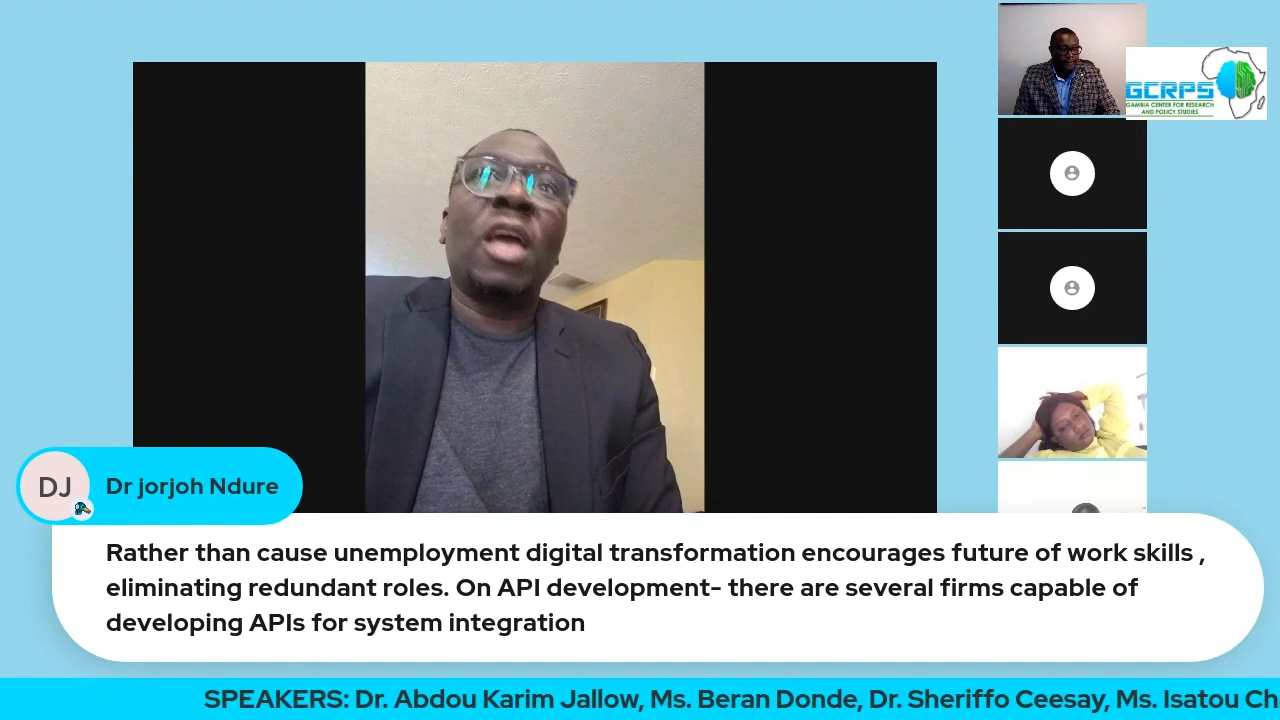 GCRPS
GAMBIA CENTER FOR RESEARCH
AND POLICY STUDIES
DJ
Dr jorjoh Ndure
Rather than cause unemployment digital transformation encourages future of work skills ,
eliminating redundant roles. On API development- there are several firms capable of
developing APIs for system integration
SPEAKERS: Dr. Abdou Karim Jallow, Ms. Beran Donde, Dr. Sheriffo Ceesay, Ms. Isatou Ch